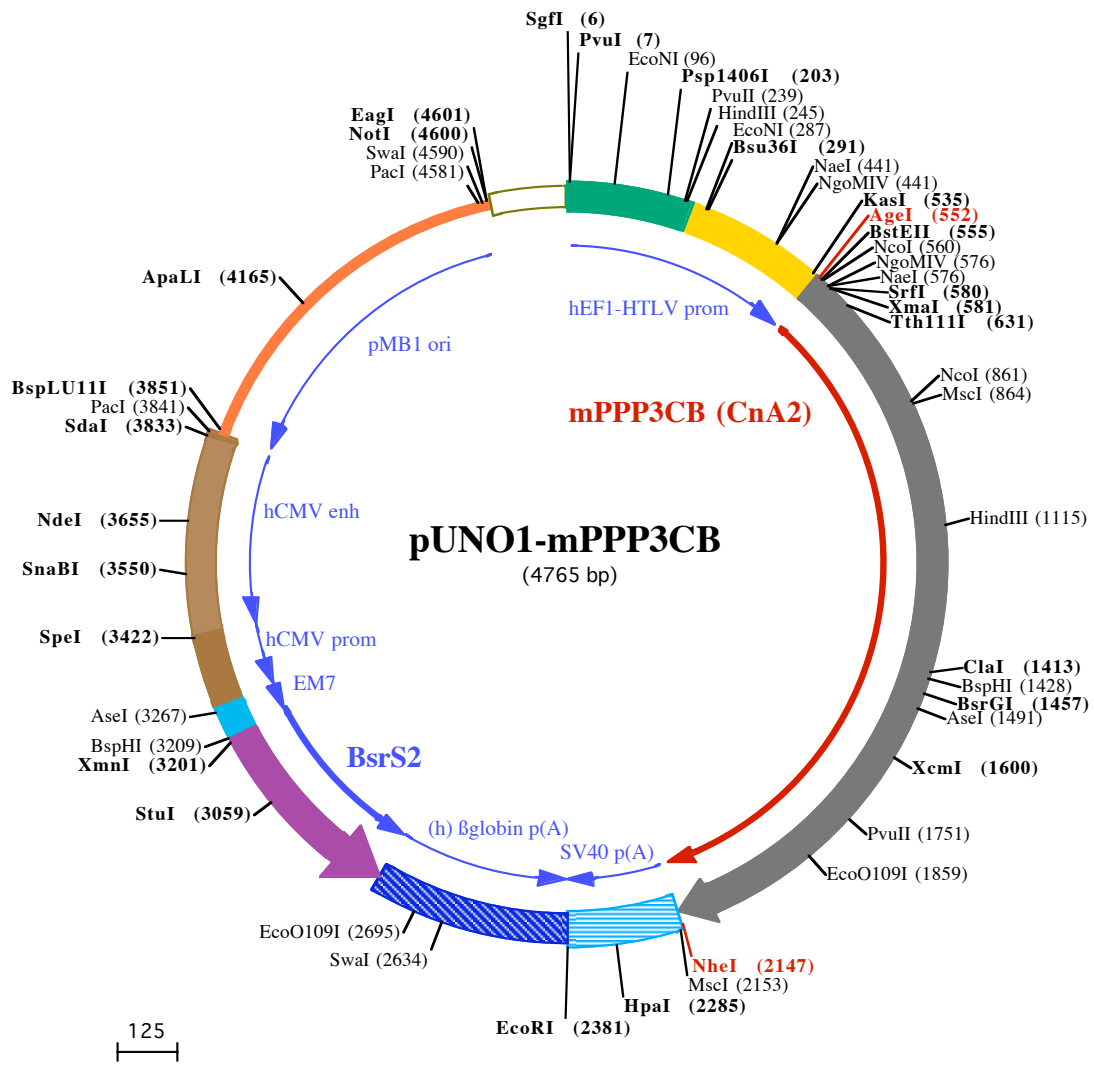 SgfI (6)
PvuI (7)
EcoNI (96)
Psp1406I (203)
PvuII (239)
HindIII (245)
EcoNI (287)
Bsu36I (291)
NaeI (441)
NgoMIV (441)
KasI (535)
AgeI (552)
BstEII (555)
NcoI (560)
NgoMIV (576)
NaeI (576)
SrfI (580)
XmaI (581)
Tth111I (631)
NcoI (861)
MscI (864)
HindIII (1115)
ClaI (1413)
BspHI (1428)
BsrGI (1457)
AseI (1491)
XcmI (1600)
PvuII (1751)
EcoO109I (1859)
NheI (2147)
MscI (2153)
HpaI (2285)
EcoRI (2381)
SwaI (2634)
EcoO109I (2695)
StuI (3059)
XmnI (3201)
BspHI (3209)
AseI (3267)
SpeI (3422)
SnaBI (3550)
NdeI (3655)
SdaI (3833)
PacI (3841)
BspLU11I (3851)
ApaLI (4165)
PacI (4581)
SwaI (4590)
NotI (4600)
EagI (4601)
hEF1-HTLV prom
pMB1 ori
mPPP3CB (CnA2)
hCMV enh
pUNO1-mPPP3CB
(4765 bp)
hCMV prom
EM7
BsrS2
(h) ßglobin p(A)
SV40 p(A)
125